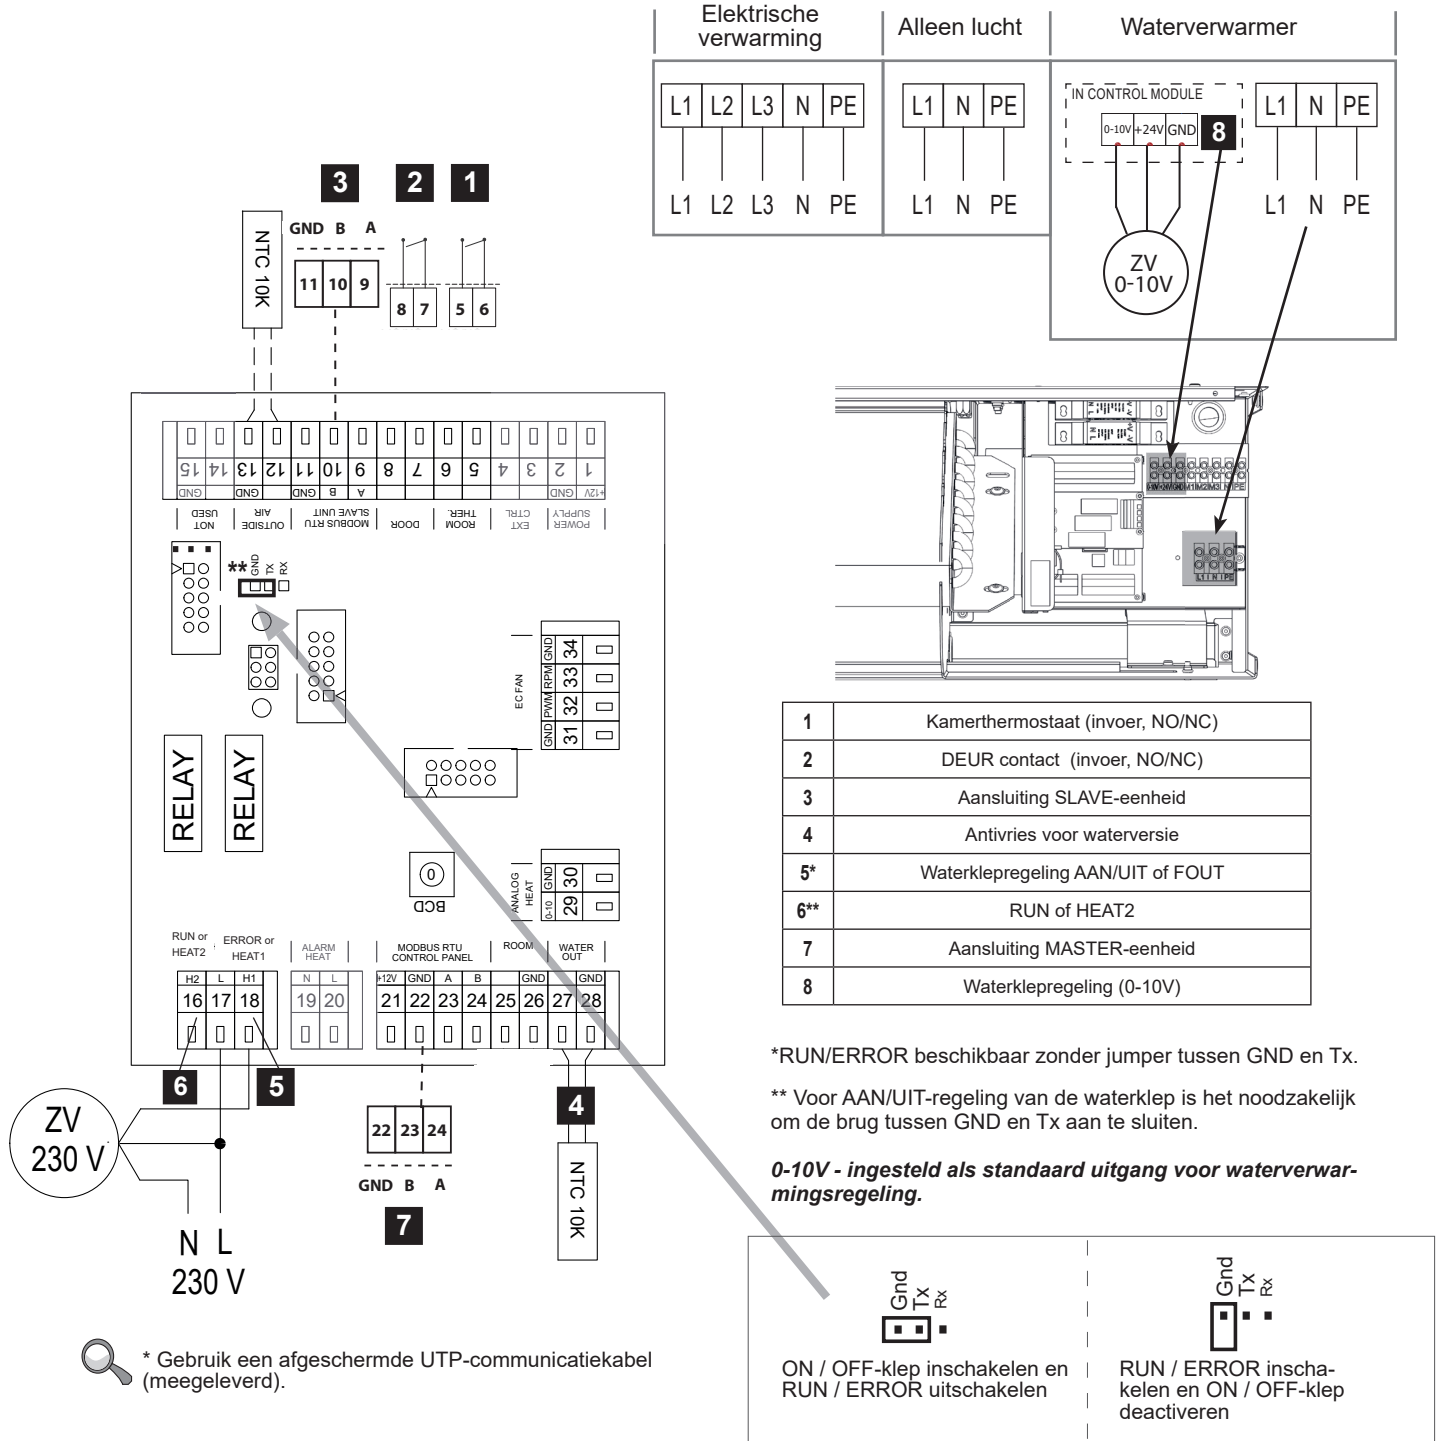 Elektrische
verwarming
Alleen lucht
Waterverwarmer
L1 L2 L3 N PE
L1 N PE
IN CONTROL MODULE
0-10V +24V GND
8
L1 N PE
L1 L2 L3 N PE
L1 N PE
L1 N PE
ZV
0-10V
3
2
1
GND B A
NTC 10K
11 10 9
8 7
5 6
15 14 13 12 11 10 9 8 7 6 5 4 3 2 1
GND GND GND B A GND +12V
NOT
USED
OUTSIDE
AIR
MODBUS RTU
SLAVE UNIT
DOOR
ROOM
THER.
EXT
CTRL
POWER
SUPPLY
**
GND
TX
RX
EC FAN
GND RPM PWM GND
34
33
32
31
RELAY
RELAY
0
BCD
ANALOG
HEAT
0-10 GND
29 30
RUN or
HEAT2
ERROR or
HEAT1
ALARM
HEAT
MODBUS RTU
CONTROL PANEL
ROOM
WATER
OUT
H2 L H1
N L
+12V GND A B GND GND
16 17 18
19 20
21 22 23 24 25 26 27 28
6
5
4
ZV
230 V
22 23 24
GND B A
7
NTC 10K
N L
230 V
M1 M2 M3 N PE
L1 N PE
1 Kamerthermostaat (invoer, NO/NC)
2 DEUR contact (invoer, NO/NC)
3 Aansluiting SLAVE-eenheid
4 Antivries voor waterversie
5* Waterklepregeling AAN/UIT of FOUT
6** RUN of HEAT2
7 Aansluiting MASTER-eenheid
8 Waterklepregeling (0-10V)
*RUN/ERROR beschikbaar zonder jumper tussen GND en Tx.
** Voor AAN/UIT-regeling van de waterklep is het noodzakelijk
om de brug tussen GND en Tx aan te sluiten.
0-10V - ingesteld als standaard uitgang voor waterverwar-
mingsregeling.
Gnd
Tx
Rx
ON / OFF-klep inschakelen en
RUN / ERROR uitschakelen
Gnd
Tx
Rx
RUN / ERROR inscha-
kelen en ON / OFF-klep
deactiveren
* Gebruik een afgeschermde UTP-communicatiekabel
(meegeleverd).